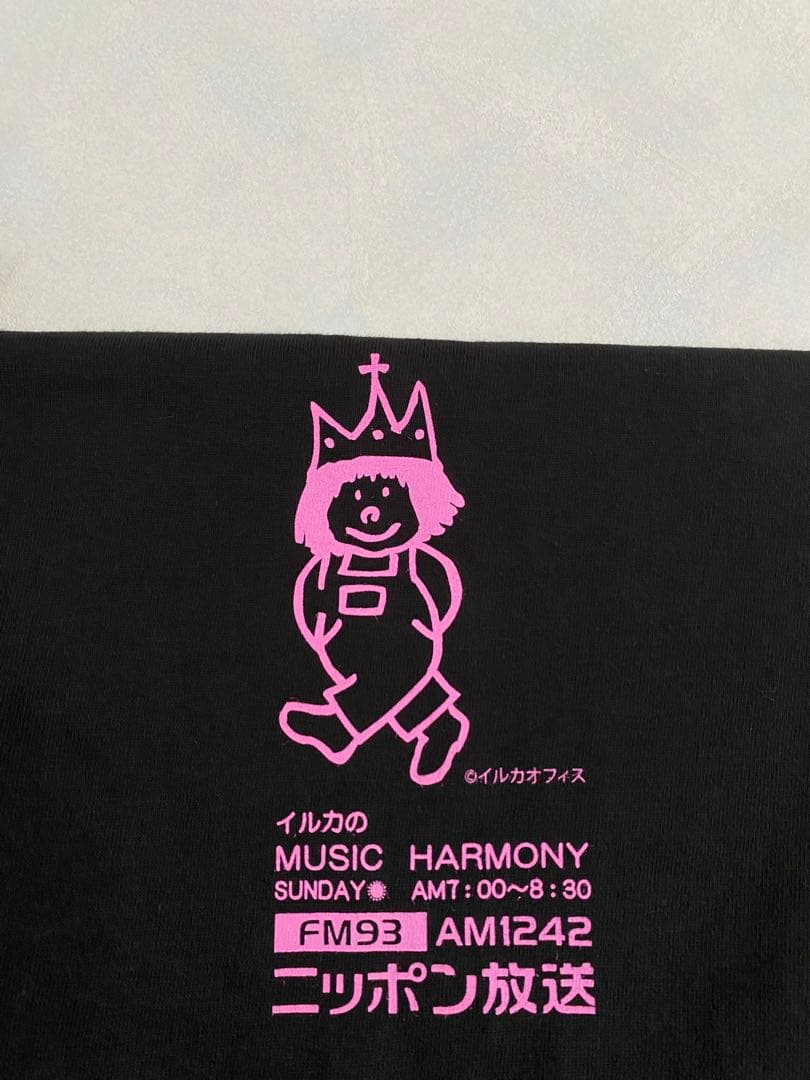 ©イルカオフィス
イルカの
MUSIC HARMONY
SUNDAY AM7:00〜8:30
FM93 AM1242
ニッポン放送